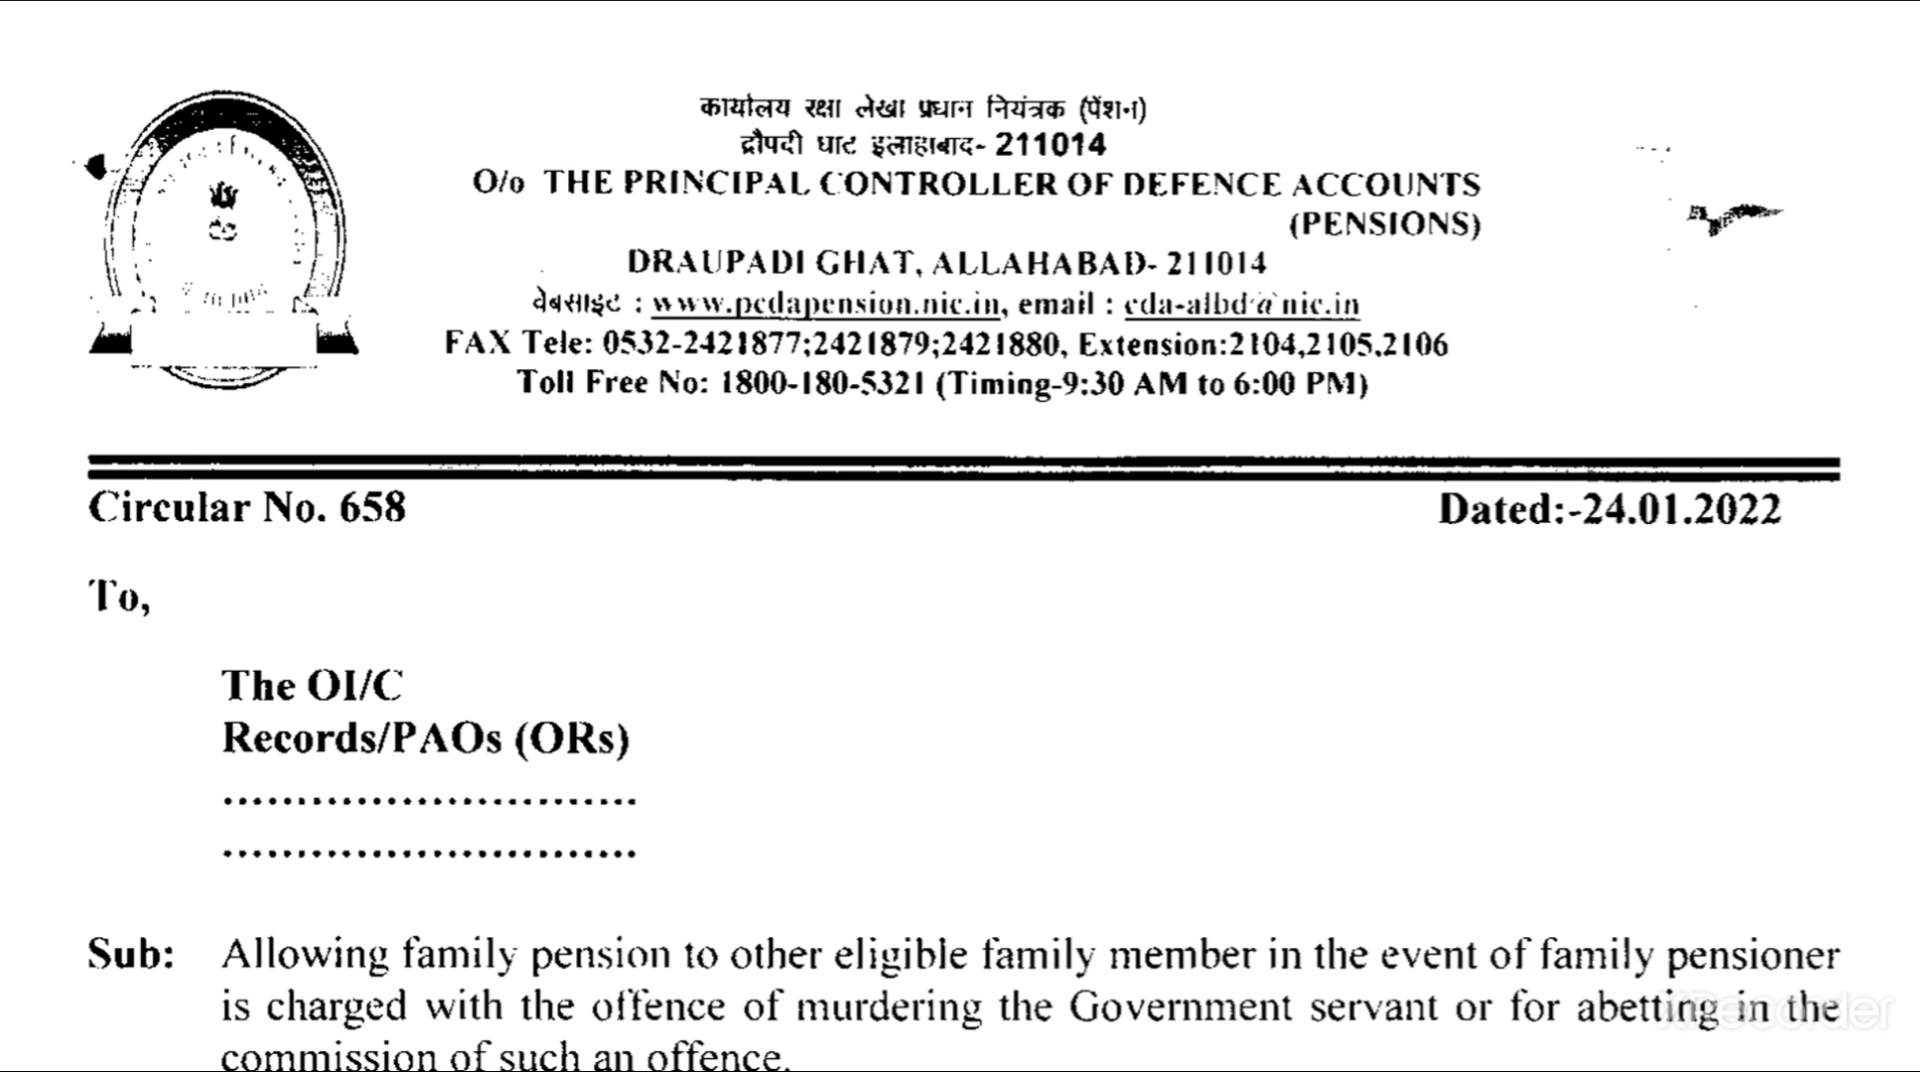 कार्यालय रक्षा लेखा प्रधान नियंत्रक (पेंशन)
द्रौपदी घाट इलाहाबाद- 211014
O/o THE PRINCIPAL CONTROLLER OF DEFENCE ACCOUNTS
(PENSIONS)
DRAUPADI GHAT, ALLAHABAD- 211014
वेबसाइट : www.pcdapension.nic.in, email : cda-albd@nic.in
FAX Tele: 0532-2421877;2421879;2421880, Extension:2104,2105,2106
Toll Free No: 1800-180-5321 (Timing-9:30 AM to 6:00 PM)
Circular No. 658
Dated:-24.01.2022
To,
The OI/C
Records/PAOs (ORs)
............................
............................
Sub: Allowing family pension to other eligible family member in the event of family pensioner
is charged with the offence of murdering the Government servant or for abetting in the
commission of such an offence.
XRecorder